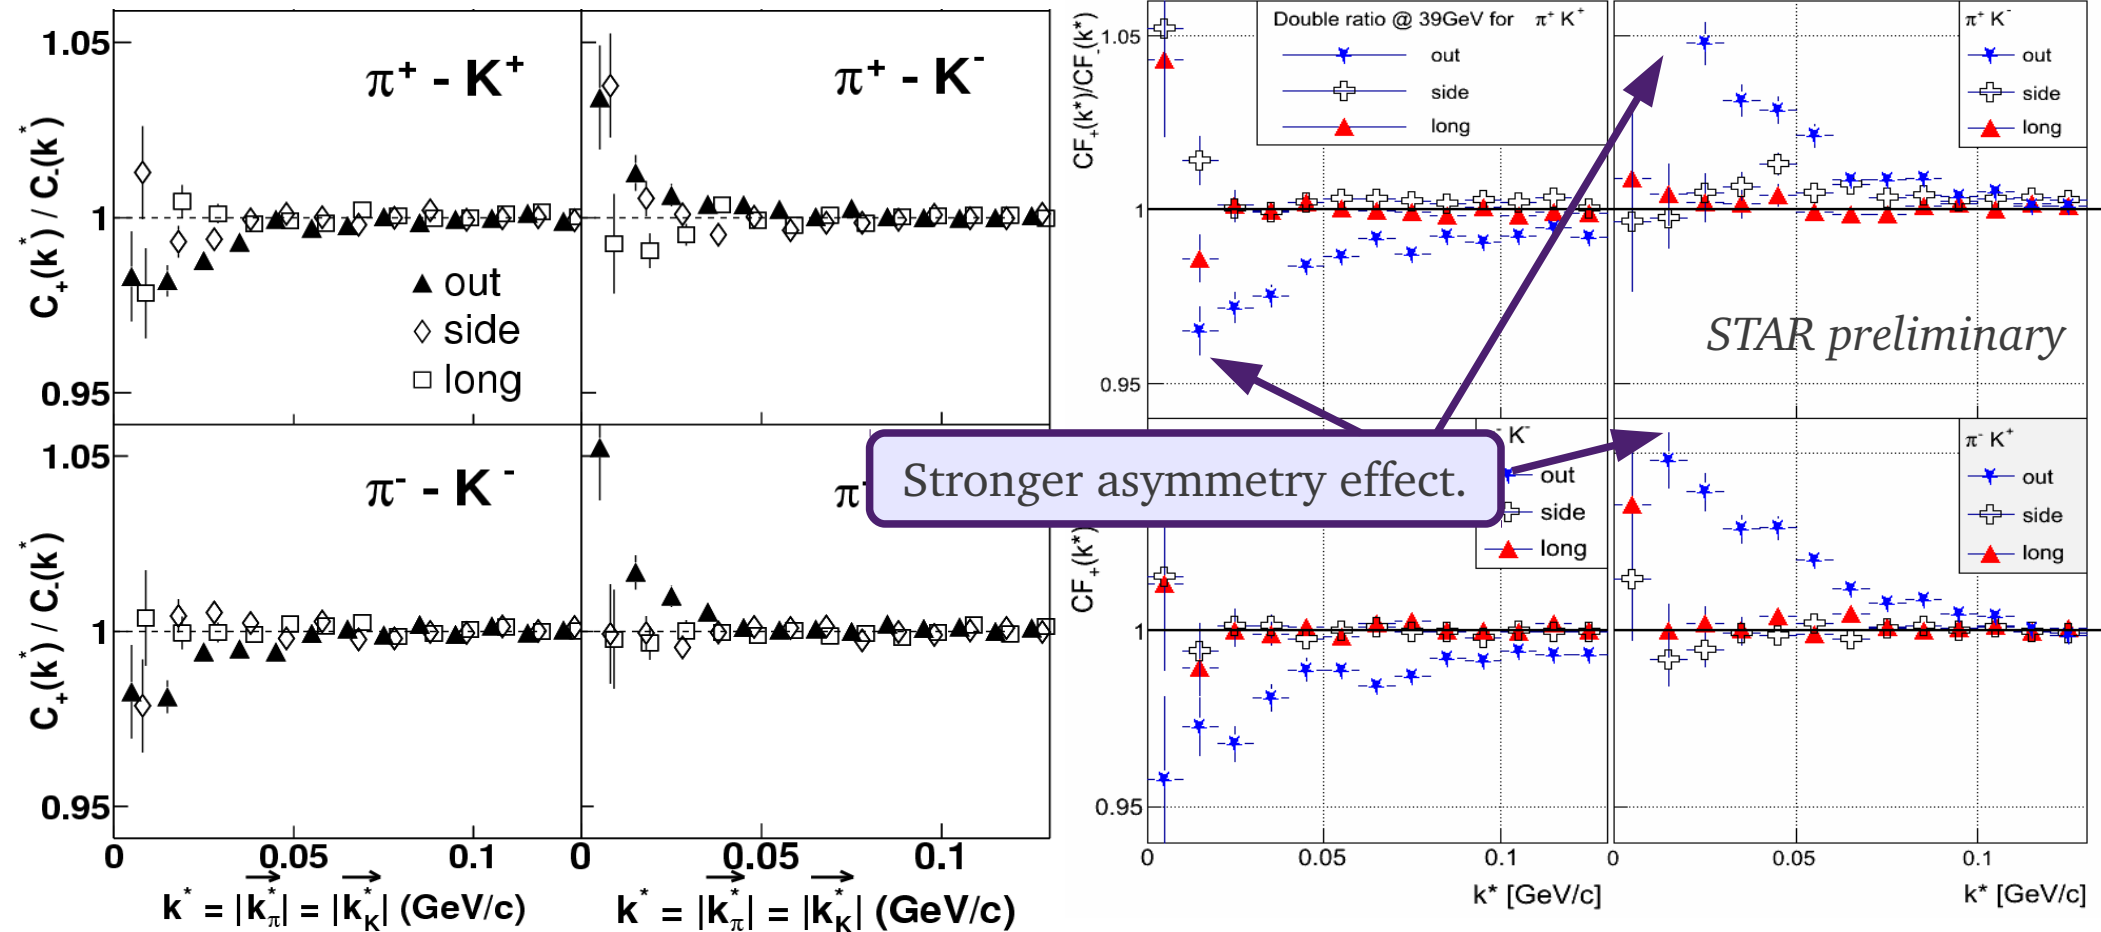 1.05
1
0.95
C₊(k*) / C₋(k*)
π⁺ - K⁺
out
side
long
π⁺ - K⁻
1.05
1
0.95
C₊(k*) / C₋(k*)
π⁻ - K⁻
π⁻
0 0.05 0.1
k* = |k*π| = |k*K| (GeV/c)
0 0.05 0.1
k* = |k*π| = |k*K| (GeV/c)
CF₊(k*)/CF₋(k*)
1.05
1
0.95
Double ratio @ 39GeV for π⁺ K⁺
out
side
long
π⁺ K⁻
out
side
long
STAR preliminary
Stronger asymmetry effect.
CF₊(k*)
1
0.95
⁻ K⁻
out
side
long
π⁻ K⁺
out
side
long
0 0.05 0.1
k* [GeV/c]
0 0.05 0.1
k* [GeV/c]